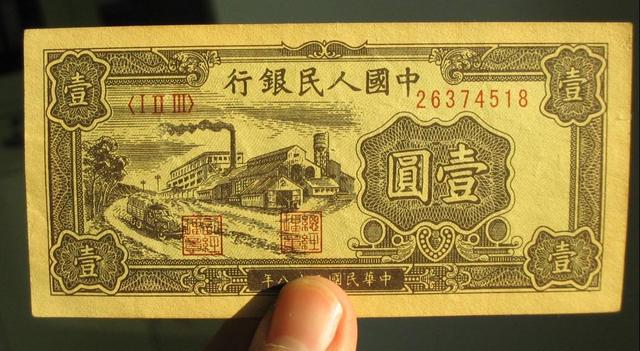 中國人民銀行
<I II III>
26374518
壹
壹
壹圓
壹
壹
中華民國 八年